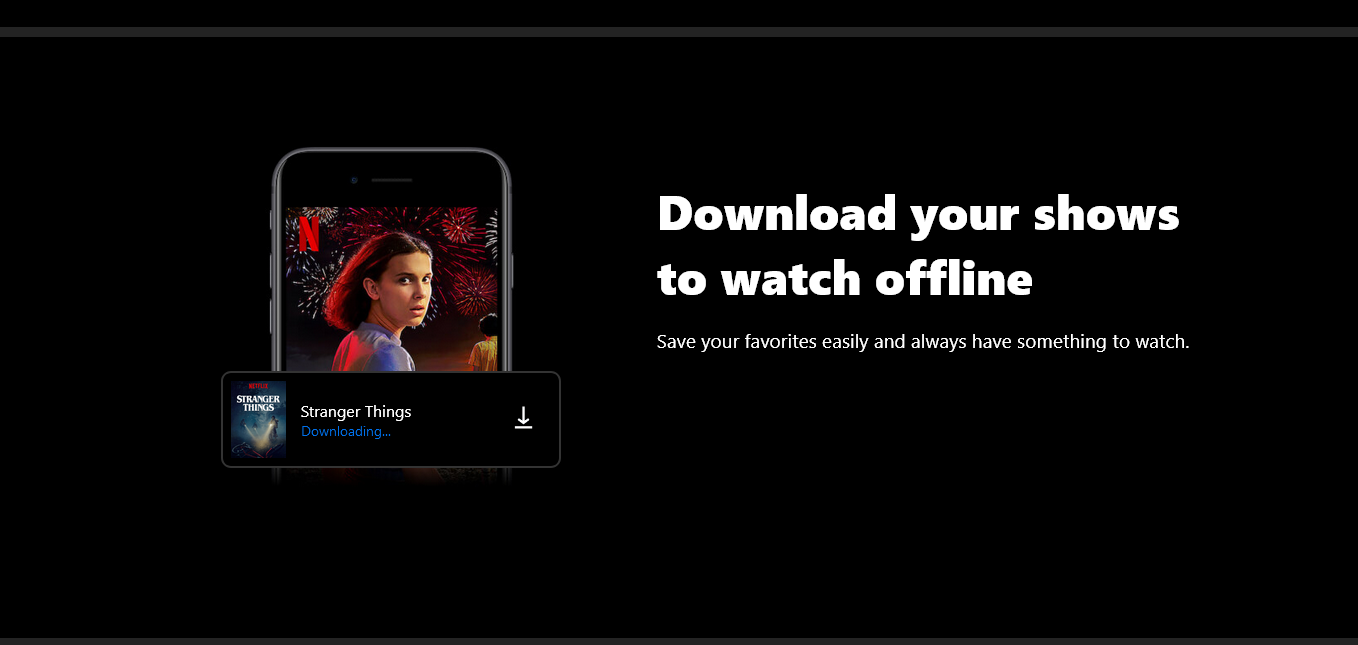 Download your shows
to watch offline
Save your favorites easily and always have something to watch.
N
NETFLIX
STRANGER
THINGS
Stranger Things
Downloading...